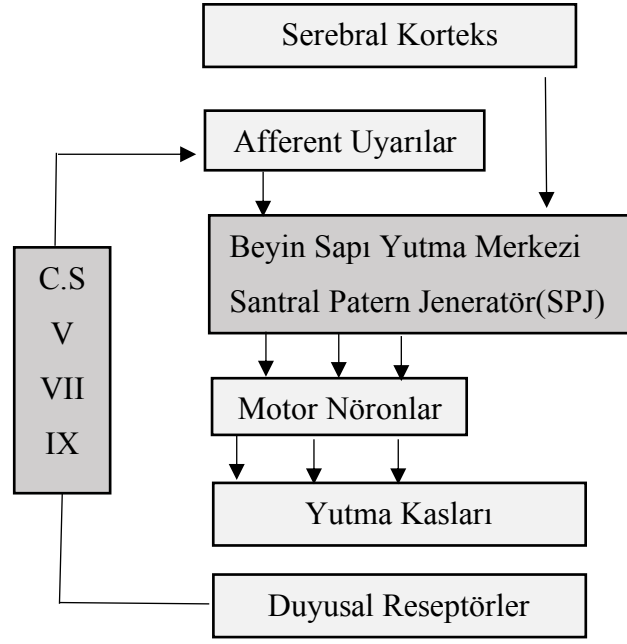 Serebral Korteks
Afferent Uyarılar
Beyin Sapı Yutma Merkezi
Santral Patern Jeneratör(SPJ)
C.S
V
VII
IX
Motor Nöronlar
Yutma Kasları
Duyusal Reseptörler